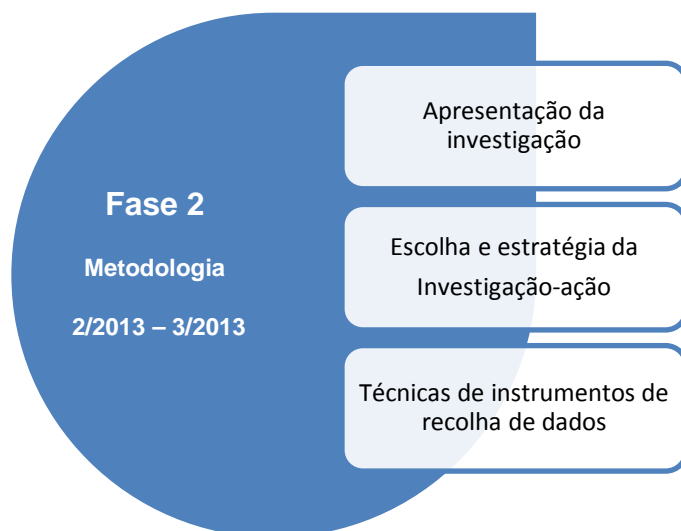 Fase 2
Metodologia
2/2013 – 3/2013
Apresentação da
investigação
Escolha e estratégia da
Investigação-ação
Técnicas de instrumentos de
recolha de dados